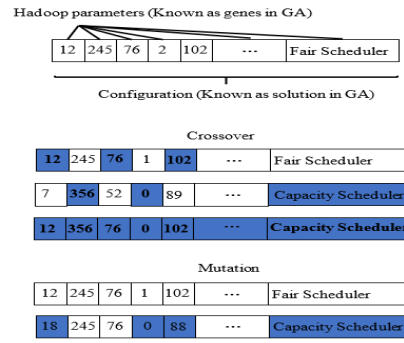 Hadoop parameters (Known as genes in GA)
12 245 76 2 102 ... Fair Scheduler
Configuration (Known as solution in GA)
Crossover
12 245 76 1 102 ... Fair Scheduler
7 356 52 0 89 ... Capacity Scheduler
12 356 76 0 102 ... Capacity Scheduler
Mutation
12 245 76 1 102 ... Fair Scheduler
18 245 76 0 88 ... Capacity Scheduler